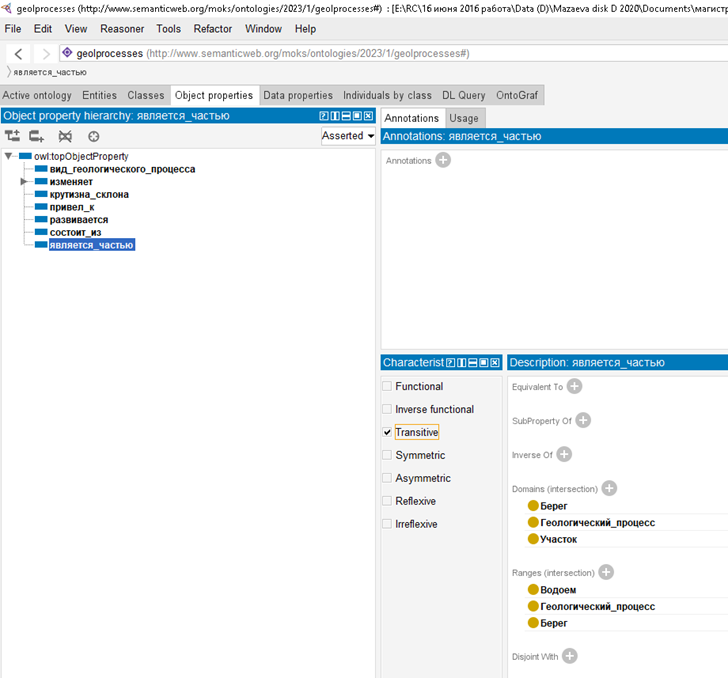 geolprocesses (http://www.semanticweb.org/moks/ontologies/2023/1/geolprocesses#) : [E:\RC\16 июня 2016 работа\Data (D)\Mazaeva disk D 2020\Documents\магистр
File Edit View Reasoner Tools Refactor Window Help
geolprocesses (http://www.semanticweb.org/moks/ontologies/2023/1/geolprocesses#)
является_частью
Active ontology Entities Classes Object properties Data properties Individuals by class DL Query OntoGraf
Object property hierarchy: является_частью
Asserted
owl:topObjectProperty
вид_геологического_процесса
изменяет
крутизна_склона
привел_к
развивается
состоит_из
является_частью
Annotations Usage
Annotations: является_частью
Annotations
Characterist
Functional
Inverse functional
Transitive
Symmetric
Asymmetric
Reflexive
Irreflexive
Description: является_частью
Equivalent To
SubProperty Of
Inverse Of
Domains (intersection)
Берег
Геологический_процесс
Участок
Ranges (intersection)
Водоем
Геологический_процесс
Берег
Disjoint With